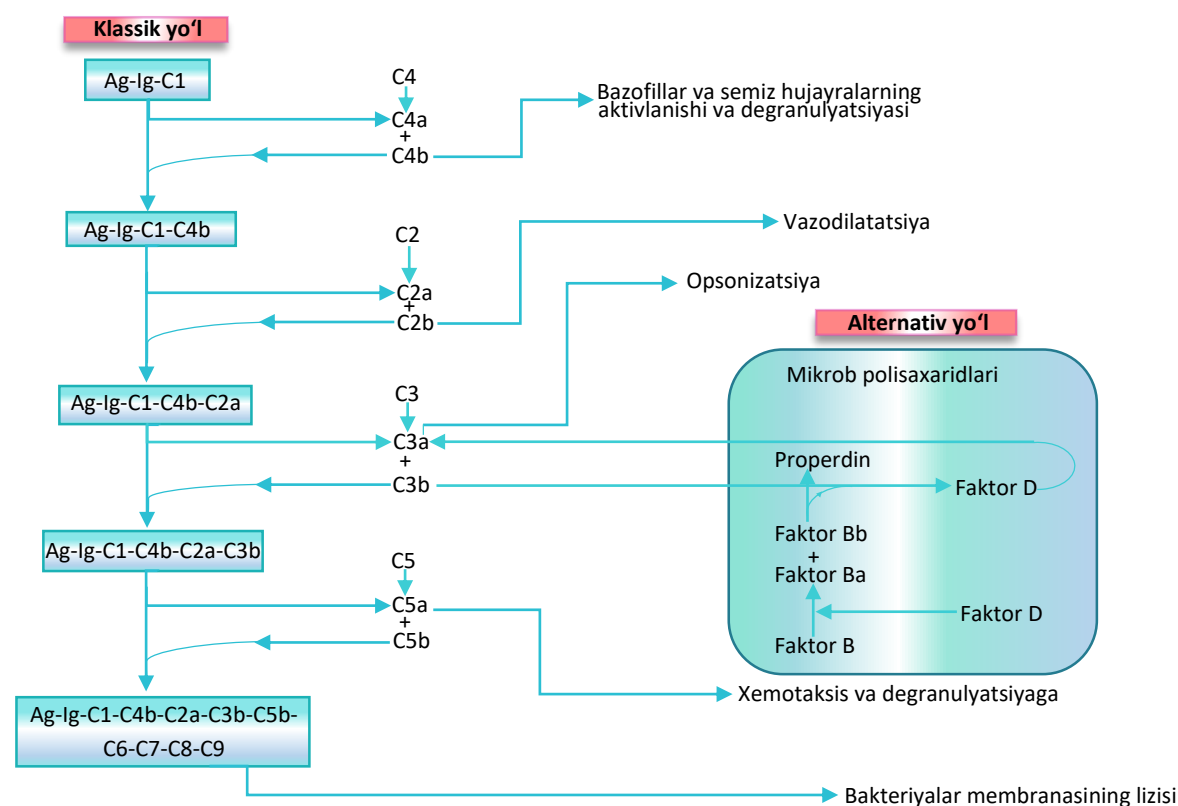 Klassik yo‘l
Ag-Ig-C1
C4
C4a
+
C4b
Bazofillar va semiz hujayralarning
aktivlanishi va degranulyatsiyasi
Ag-Ig-C1-C4b
C2
C2a
+
C2b
Vazodilatatsiya
Opsonizatsiya
Ag-Ig-C1-C4b-C2a
C3
C3a
+
C3b
Alternativ yo‘l
Mikrob polisaxaridlari
Properdin
Faktor D
Faktor Bb
+
Faktor Ba
Faktor D
Faktor B
Ag-Ig-C1-C4b-C2a-C3b
C5
C5a
+
C5b
Xemotaksis va degranulyatsiyaga
Ag-Ig-C1-C4b-C2a-C3b-C5b-
C6-C7-C8-C9
Bakteriyalar membranasining lizisi